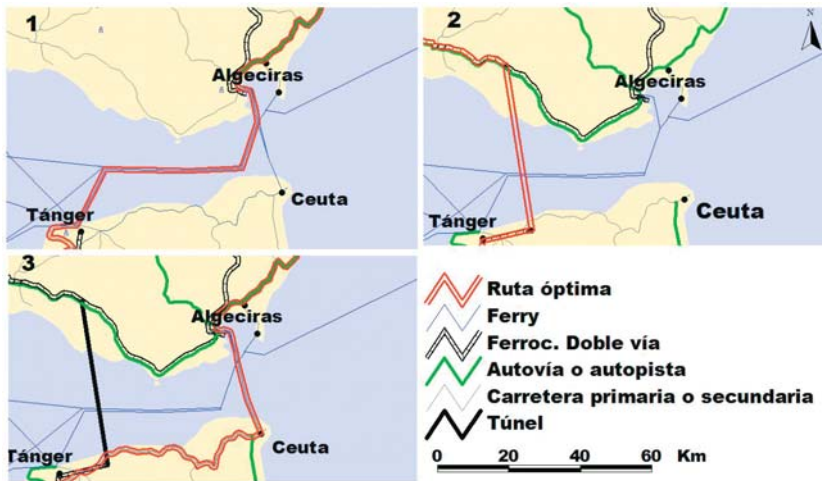 1
Algeciras
Tánger
Ceuta
2
N
Algeciras
Tánger
Ceuta
3
Algeciras
Tánger
Ceuta
Ruta óptima
Ferry
Ferroc. Doble vía
Autovía o autopista
Carretera primaria o secundaria
Túnel
0 20 40 60 Km